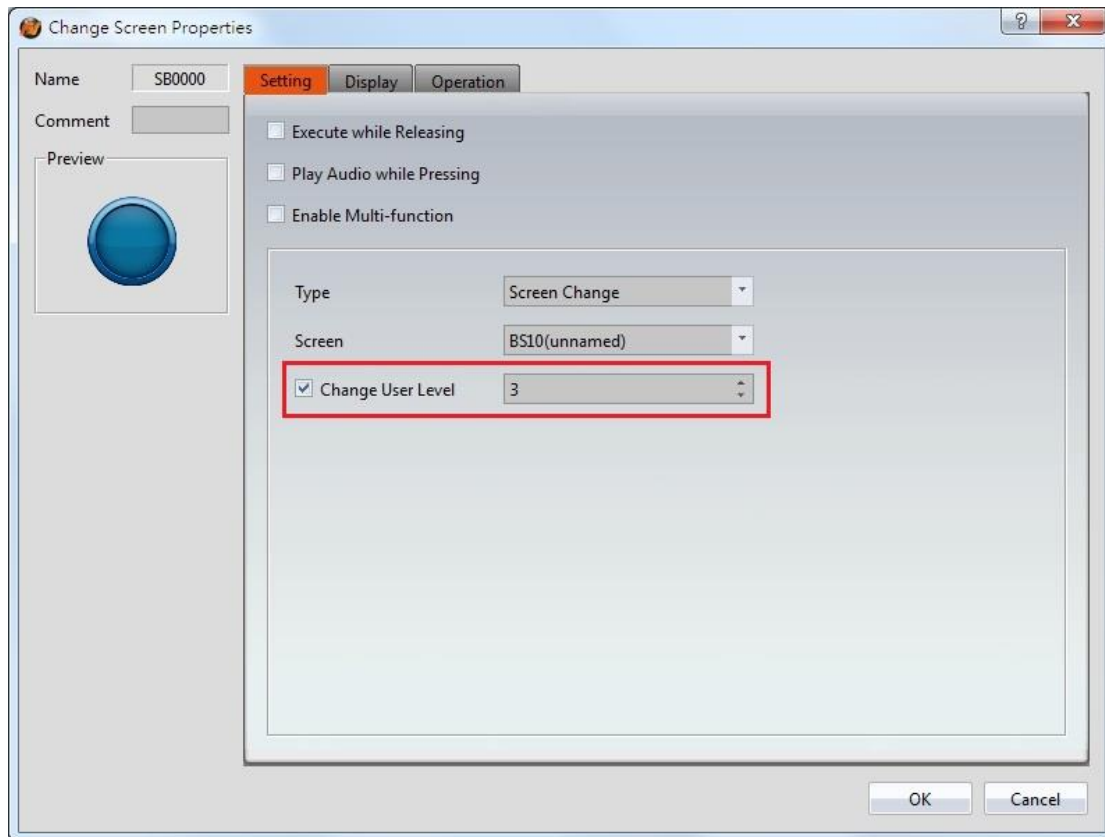 Change Screen Properties
Name SB0000
Comment
Preview
Setting Display Operation
Execute while Releasing
Play Audio while Pressing
Enable Multi-function
Type Screen Change
Screen BS10(unnamed)
Change User Level 3
OK Cancel